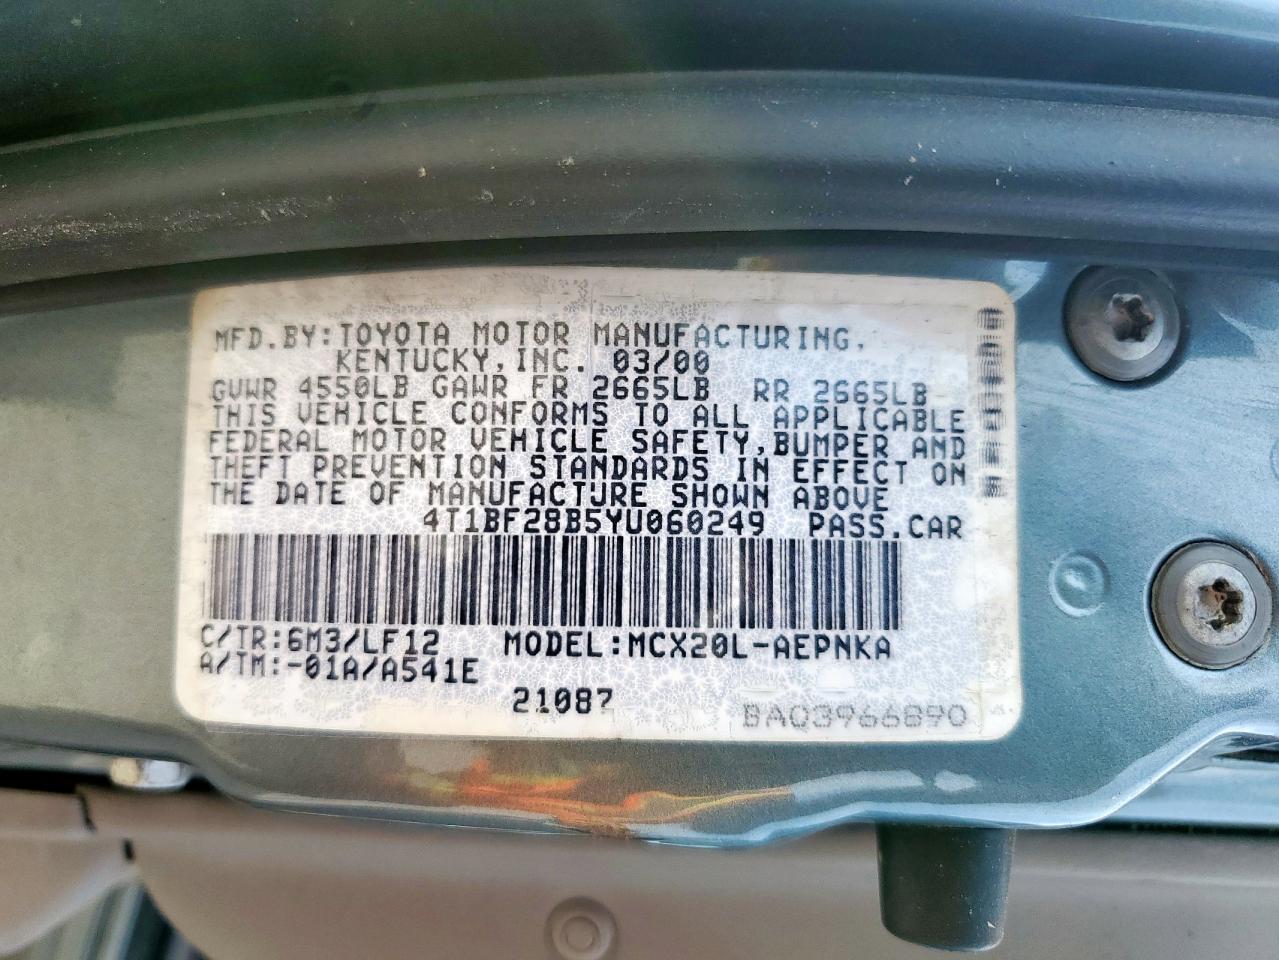 MFD.BY:TOYOTA MOTOR MANUFACTURING,
KENTUCKY,INC. 03/00
GVWR 4550LB GAWR FR 2665LB RR 2665LB
THIS VEHICLE CONFORMS TO ALL APPLICABLE
FEDERAL MOTOR VEHICLE SAFETY,BUMPER AND
THEFT PREVENTION STANDARDS IN EFFECT ON
THE DATE OF MANUFACTURE SHOWN ABOVE
4T1BF28B5YU060249 PASS.CAR
C/TR:6M3/LF12 MODEL:MCX20L-AEPNKA
A/TM:-01A/A541E
21087
BA03966890